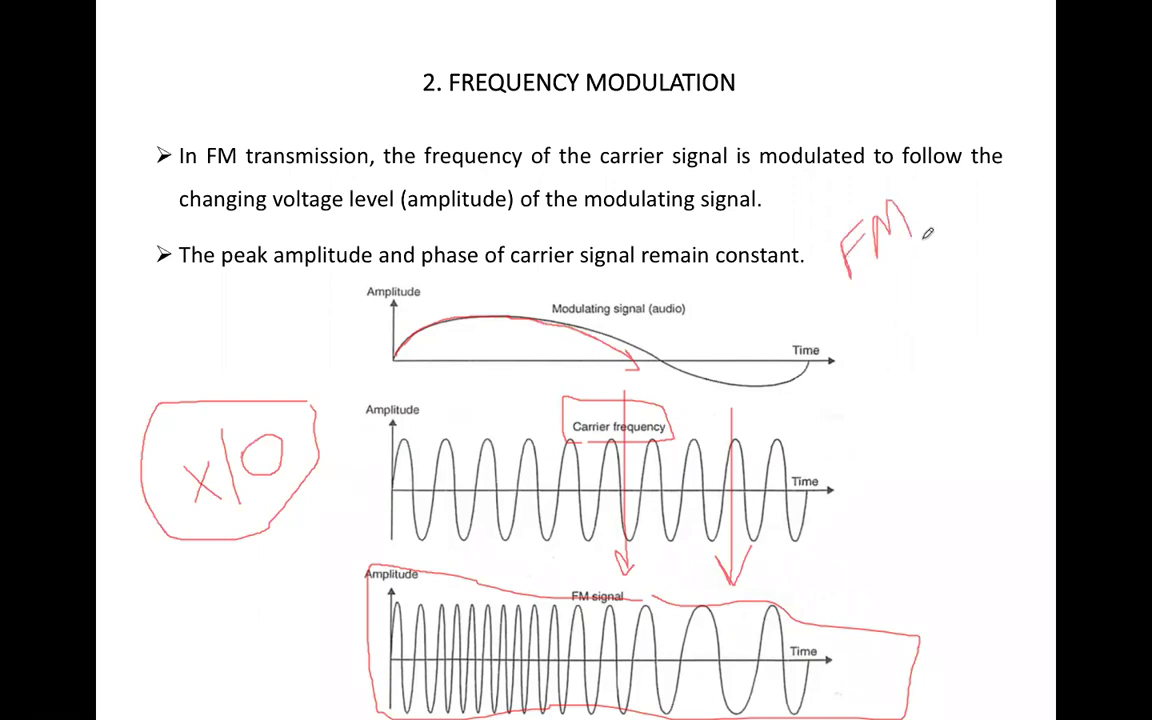 2. FREQUENCY MODULATION
➢ In FM transmission, the frequency of the carrier signal is modulated to follow the
changing voltage level (amplitude) of the modulating signal.
FM
➢ The peak amplitude and phase of carrier signal remain constant.
Amplitude
Modulating signal (audio)
Time
Amplitude
Carrier frequency
x/0
Time
Amplitude
FM signal
Time